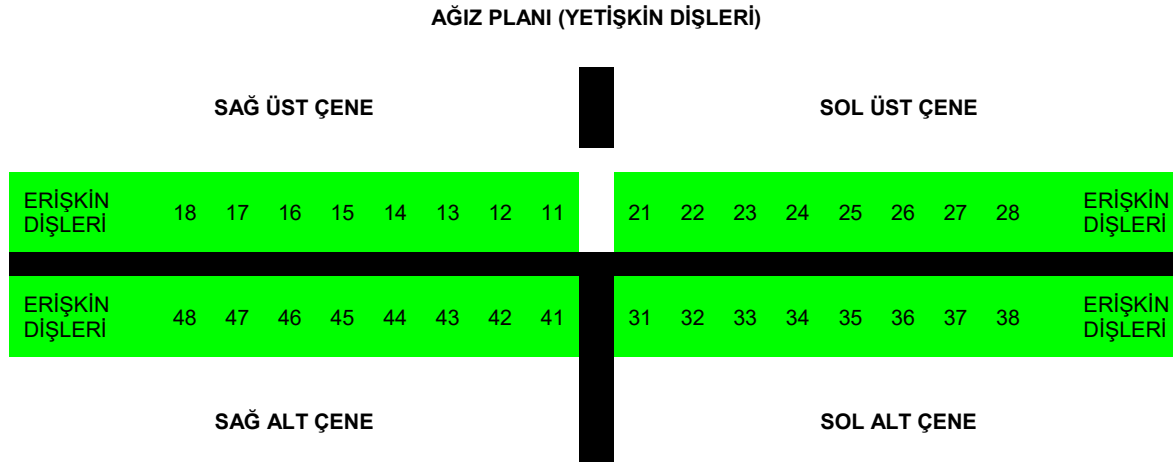 AĞIZ PLANI (YETİŞKİN DİŞLERİ)
SAĞ ÜST ÇENE SOL ÜST ÇENE
ERİŞKİN DİŞLERİ 18 17 16 15 14 13 12 11 21 22 23 24 25 26 27 28 ERİŞKİN DİŞLERİ
ERİŞKİN DİŞLERİ 48 47 46 45 44 43 42 41 31 32 33 34 35 36 37 38 ERİŞKİN DİŞLERİ
SAĞ ALT ÇENE SOL ALT ÇENE